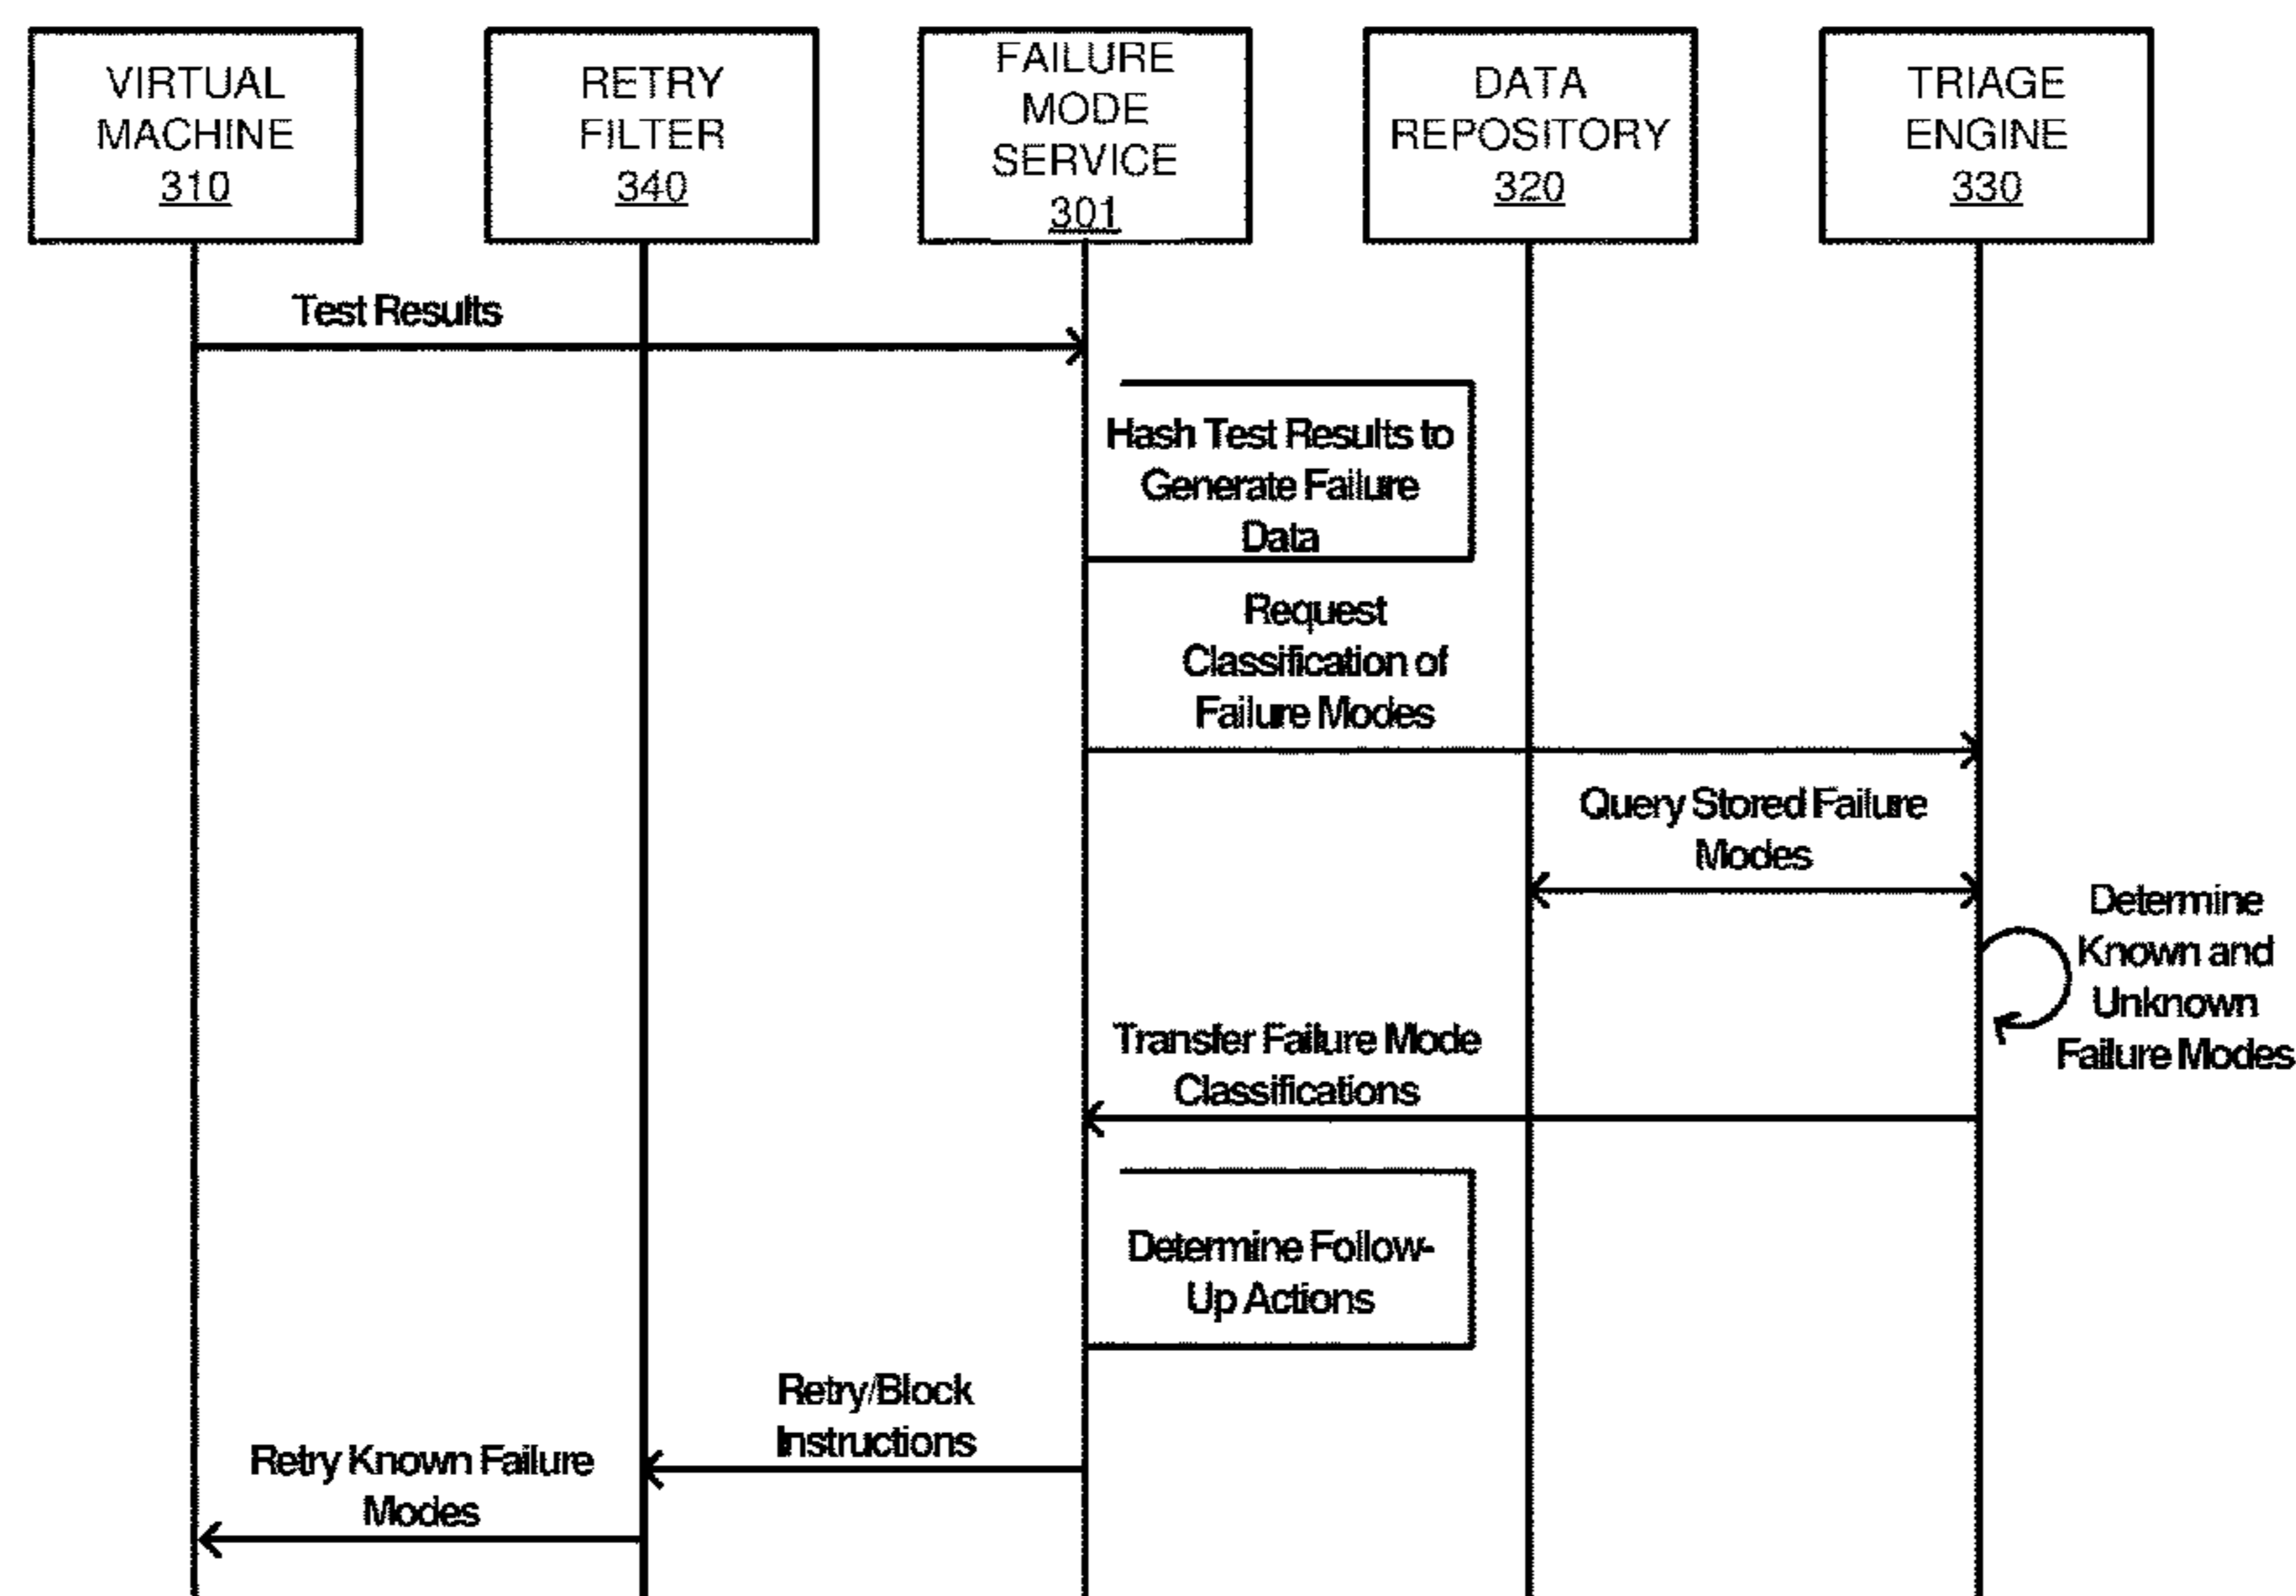 VIRTUAL
MACHINE
310
RETRY
FILTER
340
FAILURE
MODE
SERVICE
301
DATA
REPOSITORY
320
TRIAGE
ENGINE
330
Test Results
Hash Test Results to
Generate Failure
Data
Request
Classification of
Failure Modes
Query Stored Failure
Modes
Determine
Known and
Unknown
Failure Modes
Transfer Failure Mode
Classifications
Determine Follow-
Up Actions
Retry/Block
Instructions
Retry Known Failure
Modes